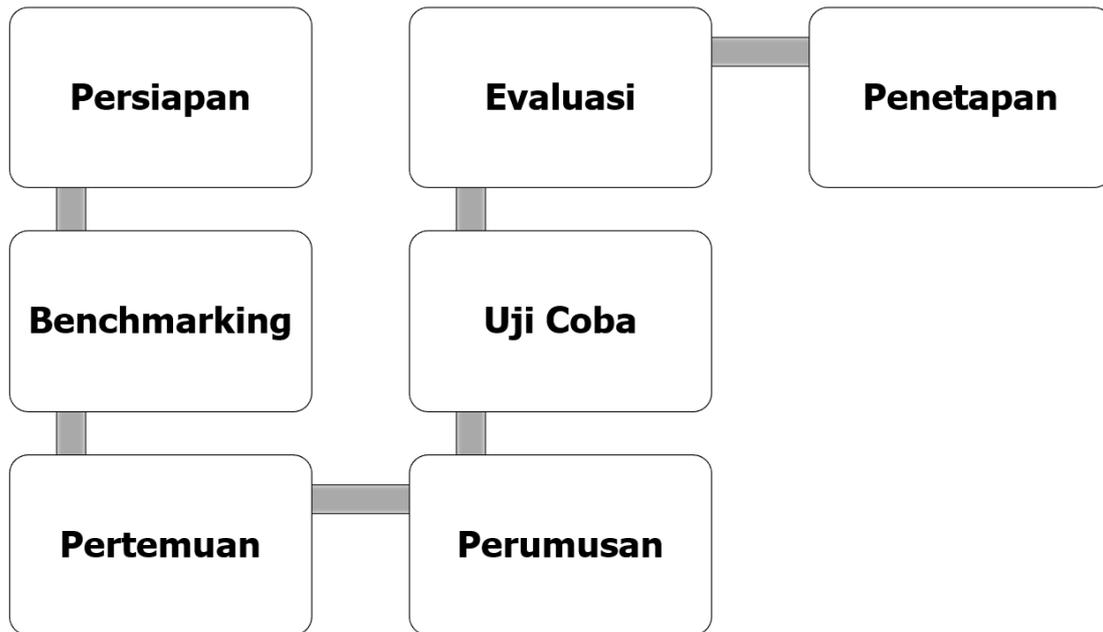 Persiapan
Benchmarking
Pertemuan
Perumusan
Uji Coba
Evaluasi
Penetapan